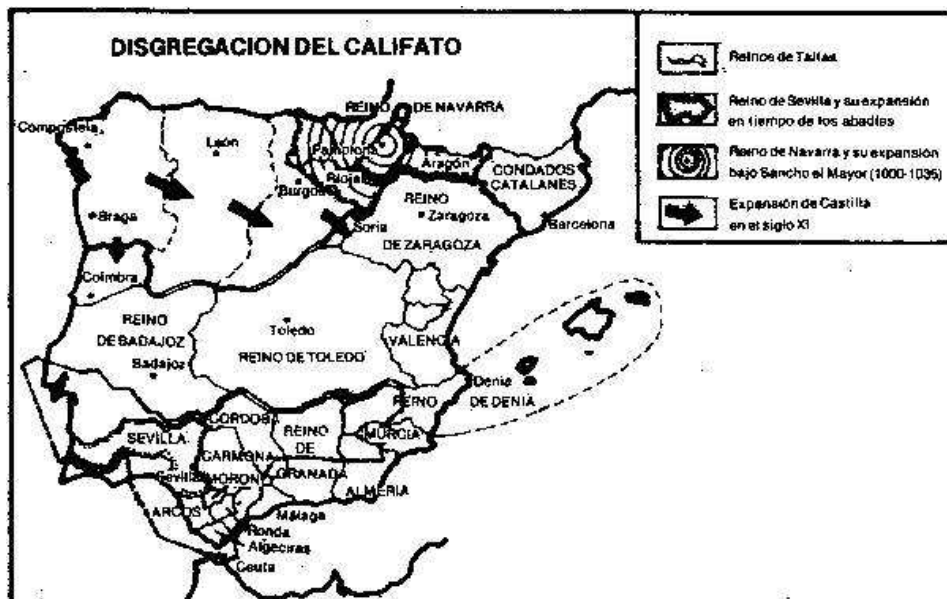 DISGREGACION DEL CALIFATO
Reinos de Taifas
Reino de Sevilla y su expansión
en tiempo de los abadíes
Reino de Navarra y su expansión
bajo Sancho el Mayor (1000-1035)
Expansión de Castilla
en el siglo XI
REINO DE NAVARRA
Compostela
León
Pamplona
Aragón
CONDADOS
CATALANES
Rioja
Burgos
REINO
Zaragoza
DE ZARAGOZA
Barcelona
Braga
Soria
Coimbra
REINO
DE BADAJOZ
Badajoz
Toledo
REINO DE TOLEDO
VALENCIA
Denia
REINO DE DENIA
CORDOBA
SEVILLA
REINO
DE
GRANADA
MURCIA
CARMONA
Sevilla
MORON
ALMERIA
ARCOS
Málaga
Ronda
Algeciras
Ceuta